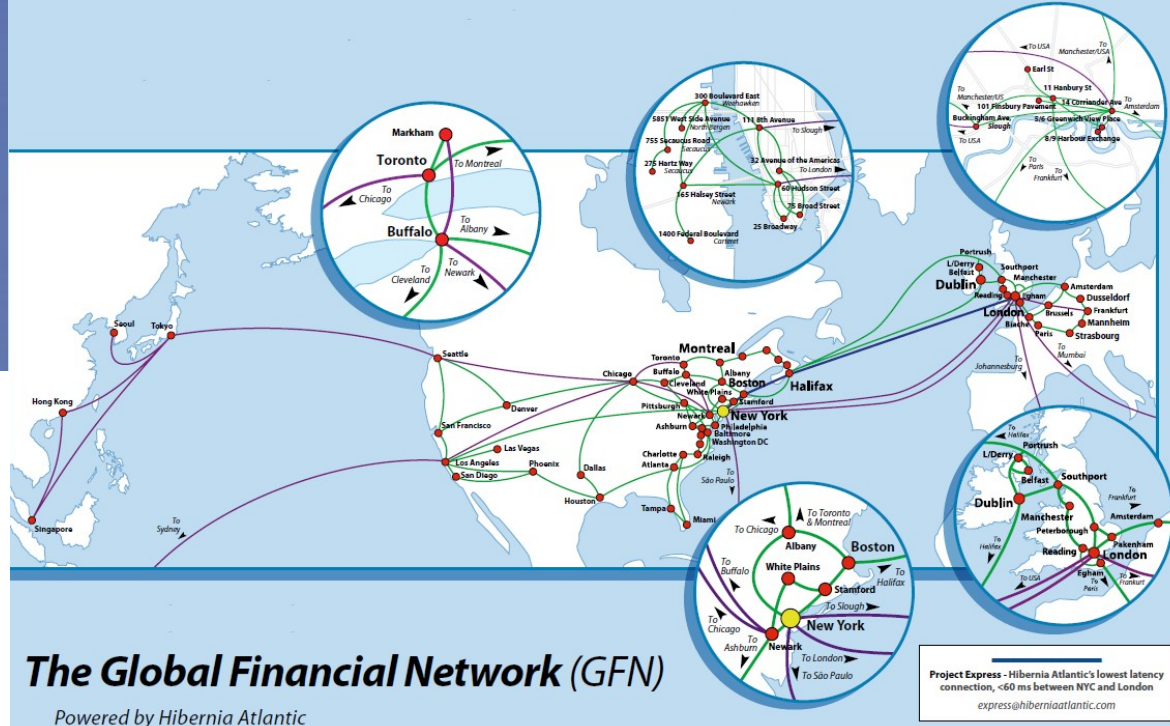 Markham
Toronto
To Montreal
To
Chicago
Buffalo
To
Albany
To
Cleveland
To
Newark
300 Boulevard East
Weehawken
5851 West Side Avenue
North Bergen
111 8th Avenue
To Slough
755 Secaucus Road
Secaucus
275 Hartz Way
Secaucus
32 Avenue of the Americas
To London
60 Hudson Street
165 Halsey Street
Newark
75 Broad Street
25 Broadway
1400 Federal Boulevard
Carteret
To USA
To
Manchester/USA
Earl St
To
Manchester/US
11 Hanbury St
101 Finsbury Pavement
14 Corriander Ave
To
Amsterdam
Buckingham Ave,
Slough
5/6 Greenwich View Place
8/9 Harbour Exchange
To USA
To
Paris
To
Frankfurt
Seoul
Tokyo
Hong Kong
Singapore
To
Sydney
Seattle
San Francisco
Los Angeles
San Diego
Las Vegas
Phoenix
Denver
Dallas
Houston
Chicago
Montreal
Toronto
Buffalo
Cleveland
Albany
Boston
White Plains
Stamford
Halifax
Pittsburgh
Newark
New York
Ashburn
Philadelphia
Baltimore
Washington DC
Charlotte
Raleigh
Atlanta
Tampa
Miami
To
São Paulo
Portrush
L/Derry
Belfast
Dublin
Southport
Manchester
Reading
Egham
London
Amsterdam
Dusseldorf
Frankfurt
Brussels
Mannheim
Biache
Paris
Strasbourg
To
Johannesburg
To
Mumbai
To Chicago
To Toronto
& Montreal
Albany
Boston
To
Buffalo
White Plains
To
Halifax
Stamford
To Slough
To
Chicago
New York
To
Ashburn
Newark
To London
To São Paulo
To
Halifax
Portrush
L/Derry
Belfast
Southport
To
Frankfurt
Dublin
Manchester
Amsterdam
Peterborough
To
Halifax
Pakenham
Reading
London
Egham
To USA
To
Paris
To
Frankurt
The Global Financial Network (GFN)
Powered by Hibernia Atlantic
Project Express - Hibernia Atlantic's lowest latency
connection, <60 ms between NYC and London
express@hiberniaatlantic.com